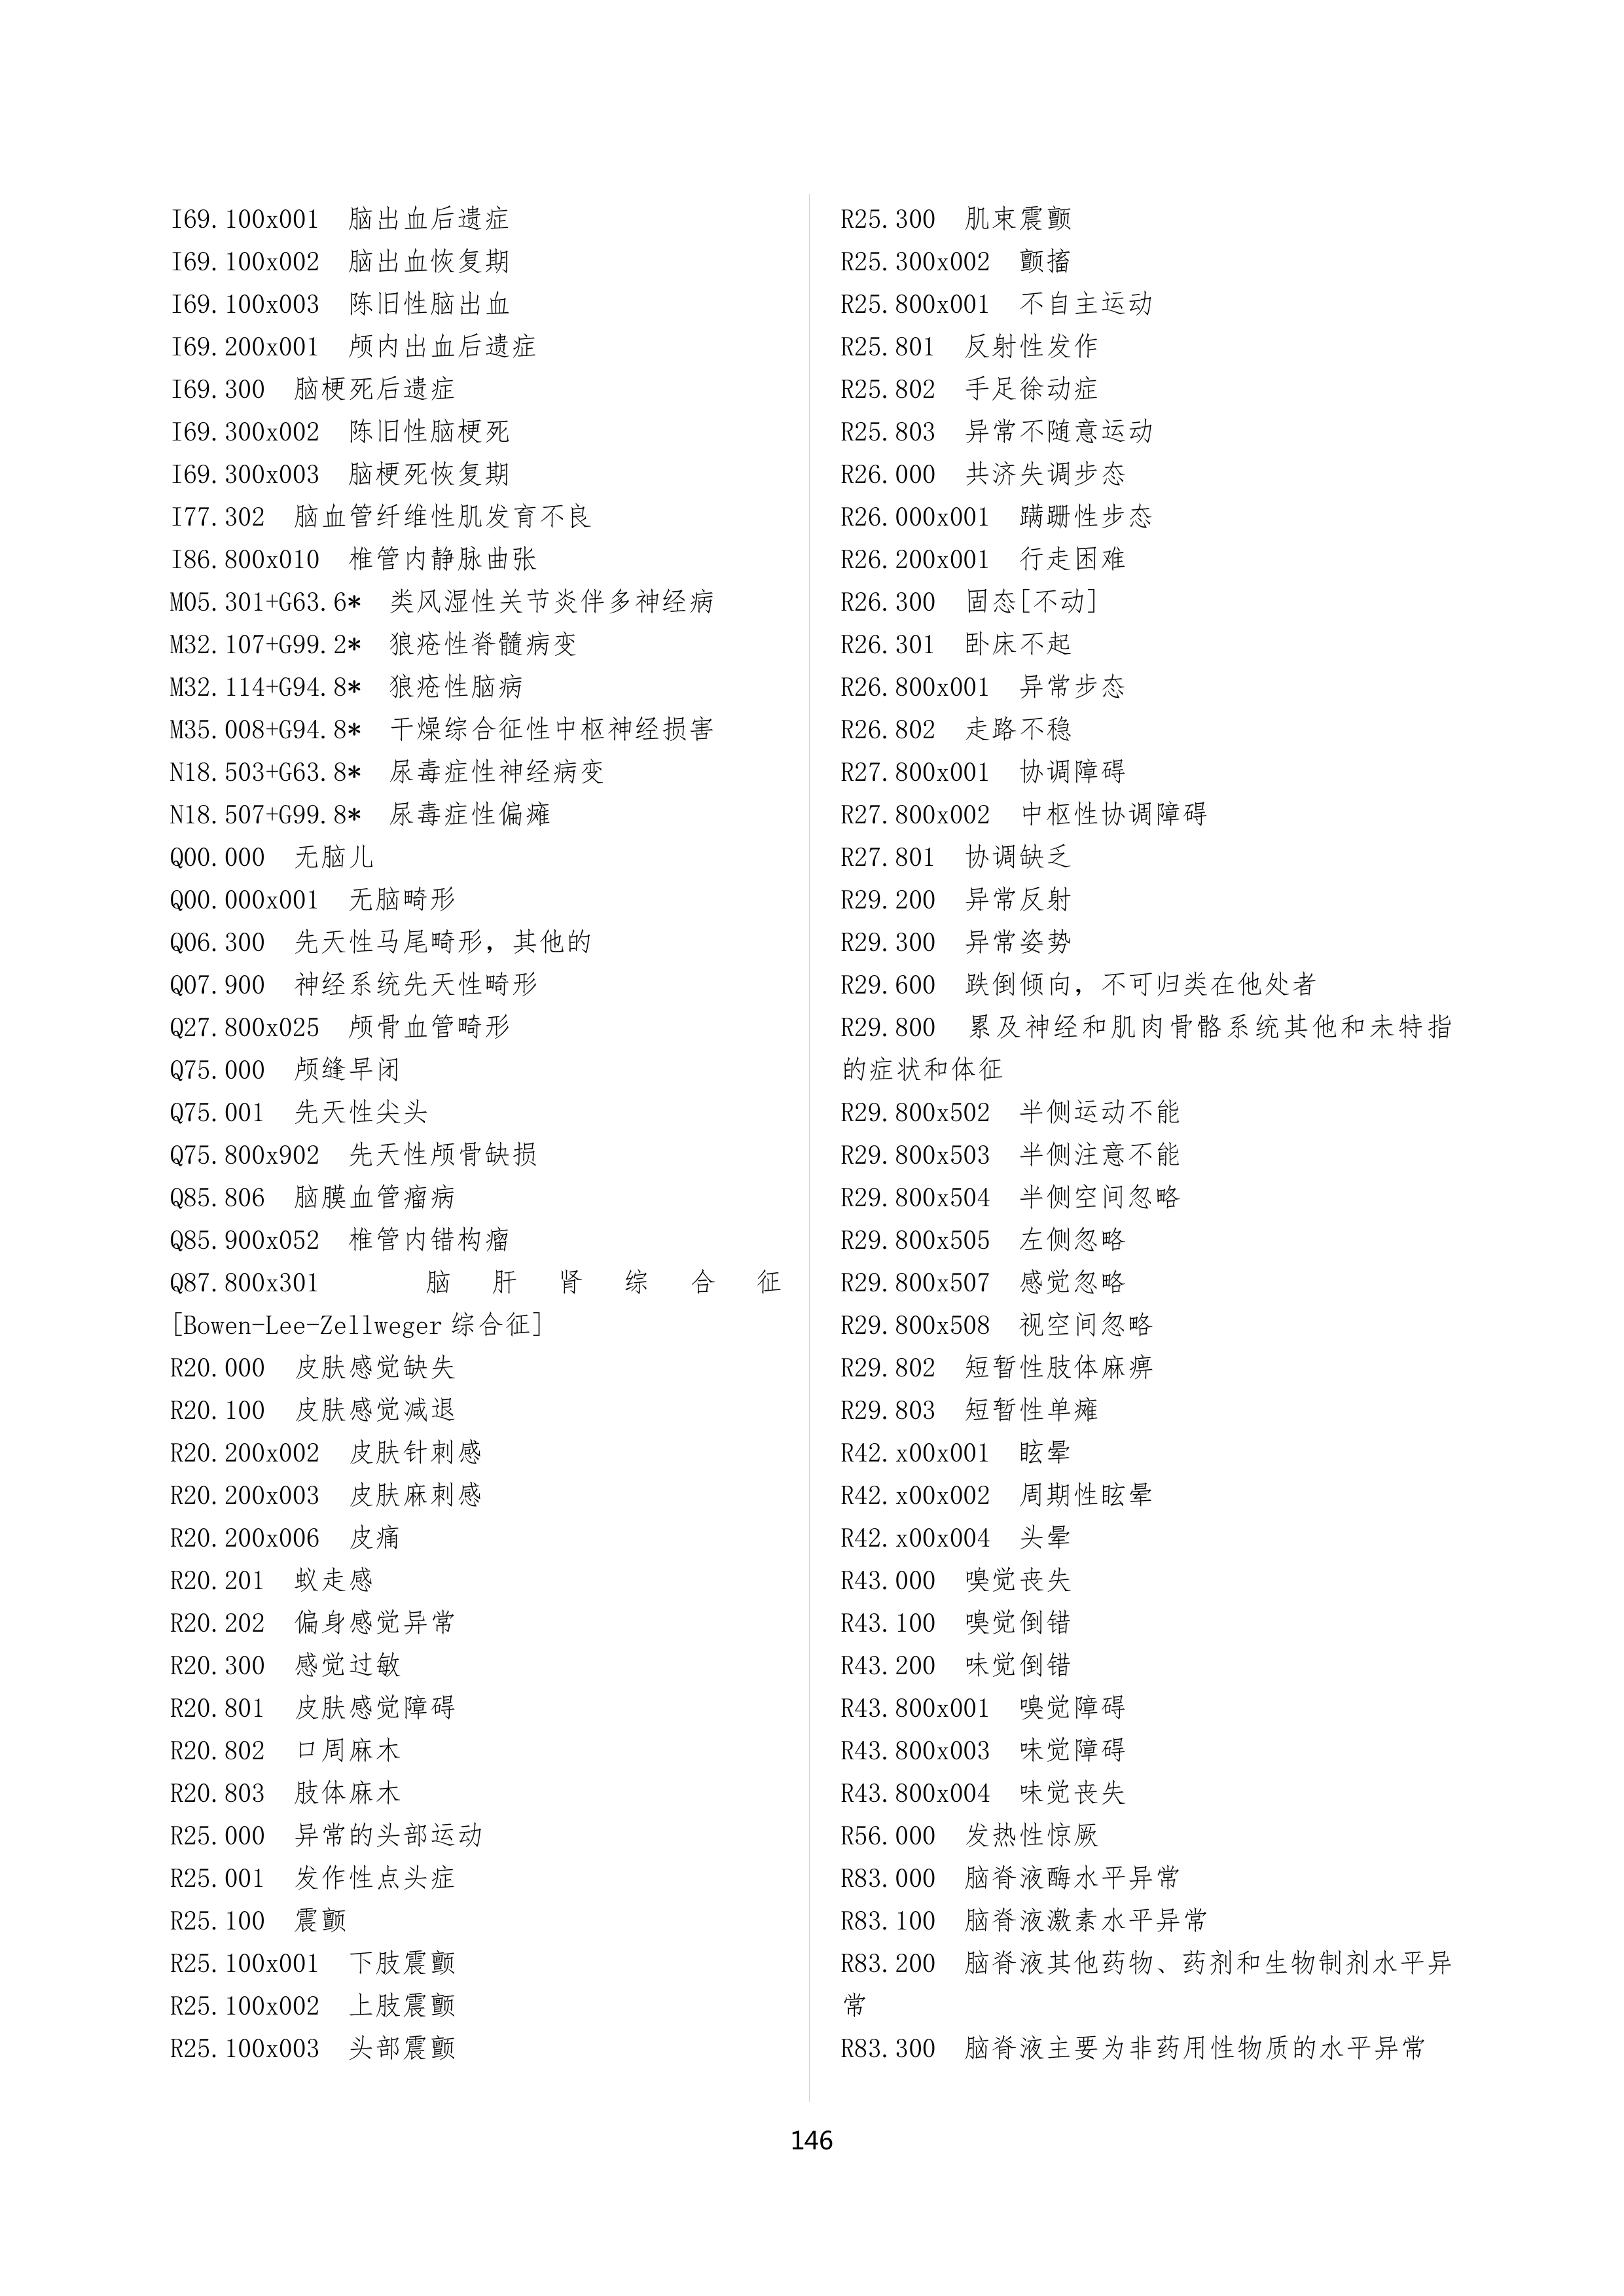 I69.100x001 脑出血后遗症
I69.100x002 脑出血恢复期
I69.100x003 陈旧性脑出血
I69.200x001 颅内出血后遗症
I69.300 脑梗死后遗症
I69.300x002 陈旧性脑梗死
I69.300x003 脑梗死恢复期
I77.302 脑血管纤维性肌发育不良
I86.800x010 椎管内静脉曲张
M05.301+G63.6* 类风湿性关节炎伴多神经病
M32.107+G99.2* 狼疮性脊髓病变
M32.114+G94.8* 狼疮性脑病
M35.008+G94.8* 干燥综合征性中枢神经损害
N18.503+G63.8* 尿毒症性神经病变
N18.507+G99.8* 尿毒症性偏瘫
Q00.000 无脑儿
Q00.000x001 无脑畸形
Q06.300 先天性马尾畸形，其他的
Q07.900 神经系统先天性畸形
Q27.800x025 颅骨血管畸形
Q75.000 颅缝早闭
Q75.001 先天性尖头
Q75.800x902 先天性颅骨缺损
Q85.806 脑膜血管瘤病
Q85.900x052 椎管内错构瘤
Q87.800x301 脑肝肾综合征
[Bowen-Lee-Zellweger 综合征]
R20.000 皮肤感觉缺失
R20.100 皮肤感觉减退
R20.200x002 皮肤针刺感
R20.200x003 皮肤麻刺感
R20.200x006 皮痛
R20.201 蚁走感
R20.202 偏身感觉异常
R20.300 感觉过敏
R20.801 皮肤感觉障碍
R20.802 口周麻木
R20.803 肢体麻木
R25.000 异常的头部运动
R25.001 发作性点头症
R25.100 震颤
R25.100x001 下肢震颤
R25.100x002 上肢震颤
R25.100x003 头部震颤
R25.300 肌束震颤
R25.300x002 颤搐
R25.800x001 不自主运动
R25.801 反射性发作
R25.802 手足徐动症
R25.803 异常不随意运动
R26.000 共济失调步态
R26.000x001 蹒跚性步态
R26.200x001 行走困难
R26.300 固态[不动]
R26.301 卧床不起
R26.800x001 异常步态
R26.802 走路不稳
R27.800x001 协调障碍
R27.800x002 中枢性协调障碍
R27.801 协调缺乏
R29.200 异常反射
R29.300 异常姿势
R29.600 跌倒倾向，不可归类在他处者
R29.800 累及神经和肌肉骨骼系统其他和未特指
的症状和体征
R29.800x502 半侧运动不能
R29.800x503 半侧注意不能
R29.800x504 半侧空间忽略
R29.800x505 左侧忽略
R29.800x507 感觉忽略
R29.800x508 视空间忽略
R29.802 短暂性肢体麻痹
R29.803 短暂性单瘫
R42.x00x001 眩晕
R42.x00x002 周期性眩晕
R42.x00x004 头晕
R43.000 嗅觉丧失
R43.100 嗅觉倒错
R43.200 味觉倒错
R43.800x001 嗅觉障碍
R43.800x003 味觉障碍
R43.800x004 味觉丧失
R56.000 发热性惊厥
R83.000 脑脊液酶水平异常
R83.100 脑脊液激素水平异常
R83.200 脑脊液其他药物、药剂和生物制剂水平异
常
R83.300 脑脊液主要为非药用性物质的水平异常
146